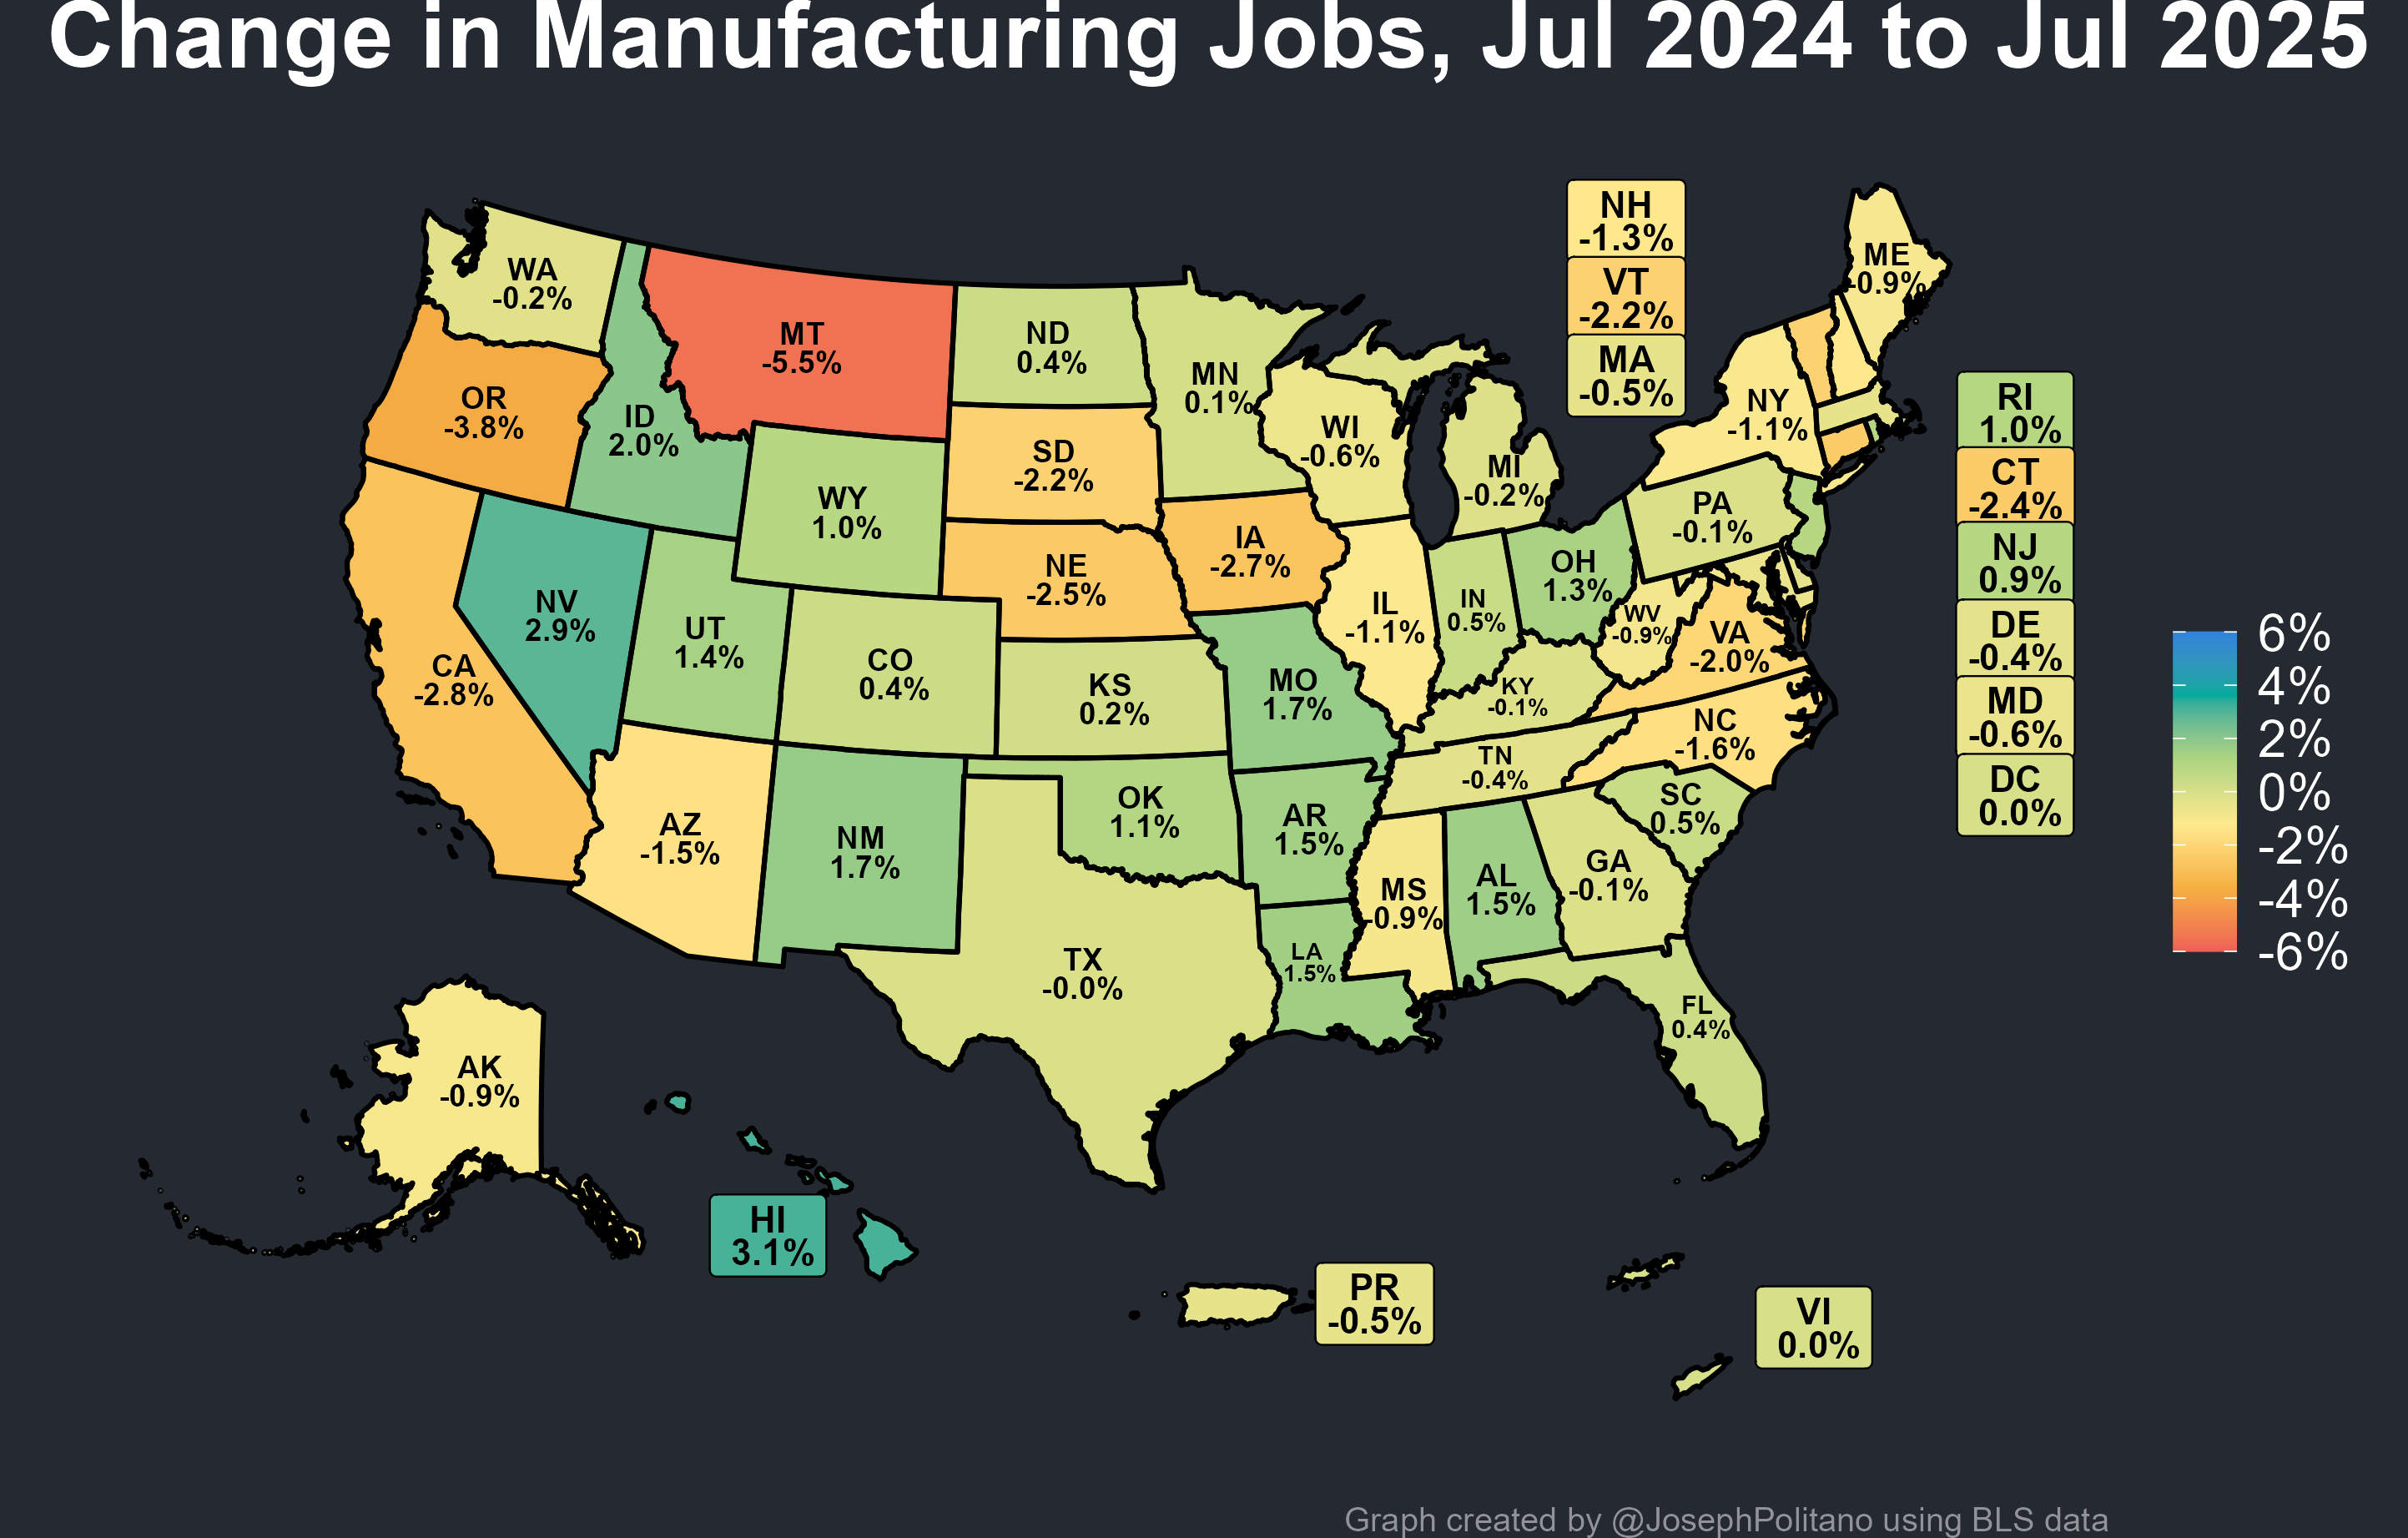 Change in Manufacturing Jobs, Jul 2024 to Jul 2025
NH
-1.3%
VT
-2.2%
MA
-0.5%
ME
-0.9%
WA
-0.2%
MT
-5.5%
ND
0.4%
MN
0.1%
OR
-3.8%
ID
2.0%
WI
-0.6%
NY
-1.1%
RI
1.0%
SD
-2.2%
MI
-0.2%
CT
-2.4%
WY
1.0%
PA
-0.1%
NJ
0.9%
IA
-2.7%
NE
-2.5%
OH
1.3%
NV
2.9%
IL
-1.1%
IN
0.5%
WV
-0.9%
VA
-2.0%
DE
-0.4%
UT
1.4%
CO
0.4%
CA
-2.8%
KS
0.2%
MO
1.7%
KY
-0.1%
MD
-0.6%
NC
-1.6%
TN
-0.4%
DC
0.0%
AZ
-1.5%
NM
1.7%
OK
1.1%
AR
1.5%
SC
0.5%
MS
-0.9%
AL
1.5%
GA
-0.1%
TX
-0.0%
LA
1.5%
FL
0.4%
AK
-0.9%
HI
3.1%
PR
-0.5%
VI
0.0%
6%
4%
2%
0%
-2%
-4%
-6%
Graph created by @JosephPolitano using BLS data